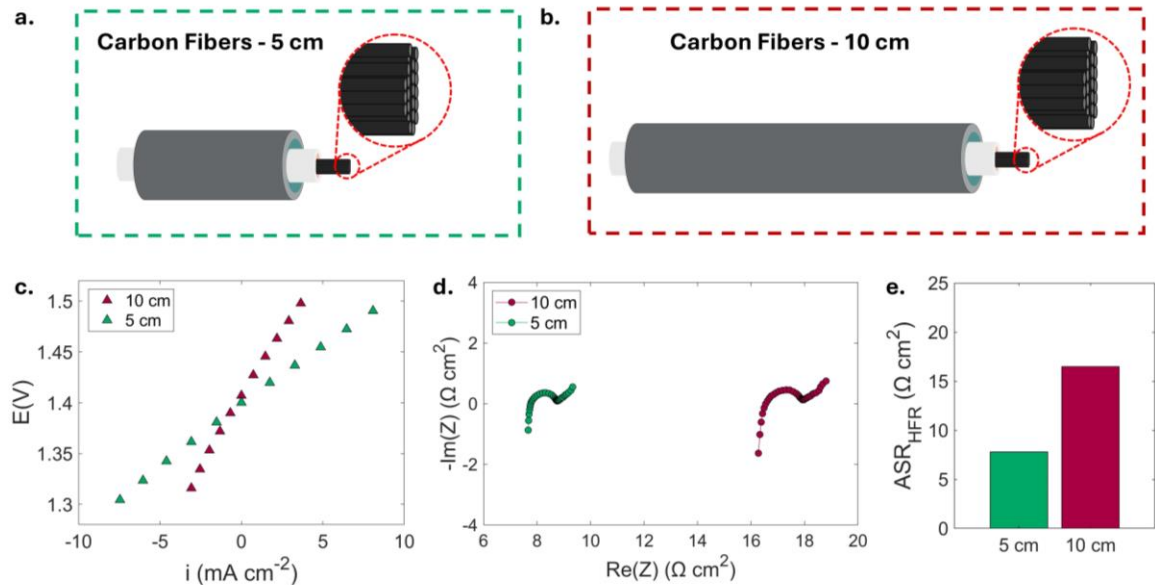 a.
Carbon Fibers - 5 cm
b.
Carbon Fibers - 10 cm
c.
10 cm
5 cm
E(V)
1.5
1.45
1.4
1.35
1.3
-10
-5
0
5
10
i (mA cm⁻²)
d.
10 cm
5 cm
-Im(Z) (Ω cm²)
4
2
0
-2
-4
6
8
10
12
14
16
18
20
Re(Z) (Ω cm²)
e.
ASR_HFR (Ω cm²)
25
20
15
10
5
0
5 cm
10 cm